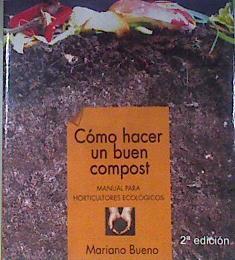 Cómo hacer
un buen
compost
MANUAL PARA
HORTICULTORES ECOLÓGICOS
Mariano Bueno
2ª edición